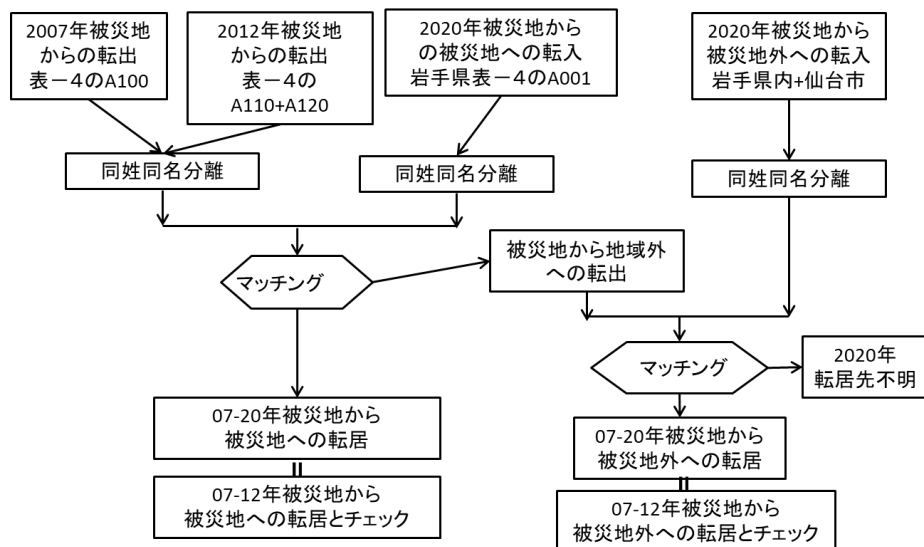 2007年被災地
からの転出
表－４のA100
2012年被災地
からの転出
表－４の
A110+A120
2020年被災地から
の被災地への転入
岩手県表－４のA001
2020年被災地から
被災地外への転入
岩手県内+仙台市
同姓同名分離
同姓同名分離
同姓同名分離
マッチング
被災地から地域外
への転出
マッチング
2020年
転居先不明
07-20年被災地から
被災地への転居
07-20年被災地から
被災地外への転居
07-12年被災地から
被災地への転居とチェック
07-12年被災地から
被災地外への転居とチェック